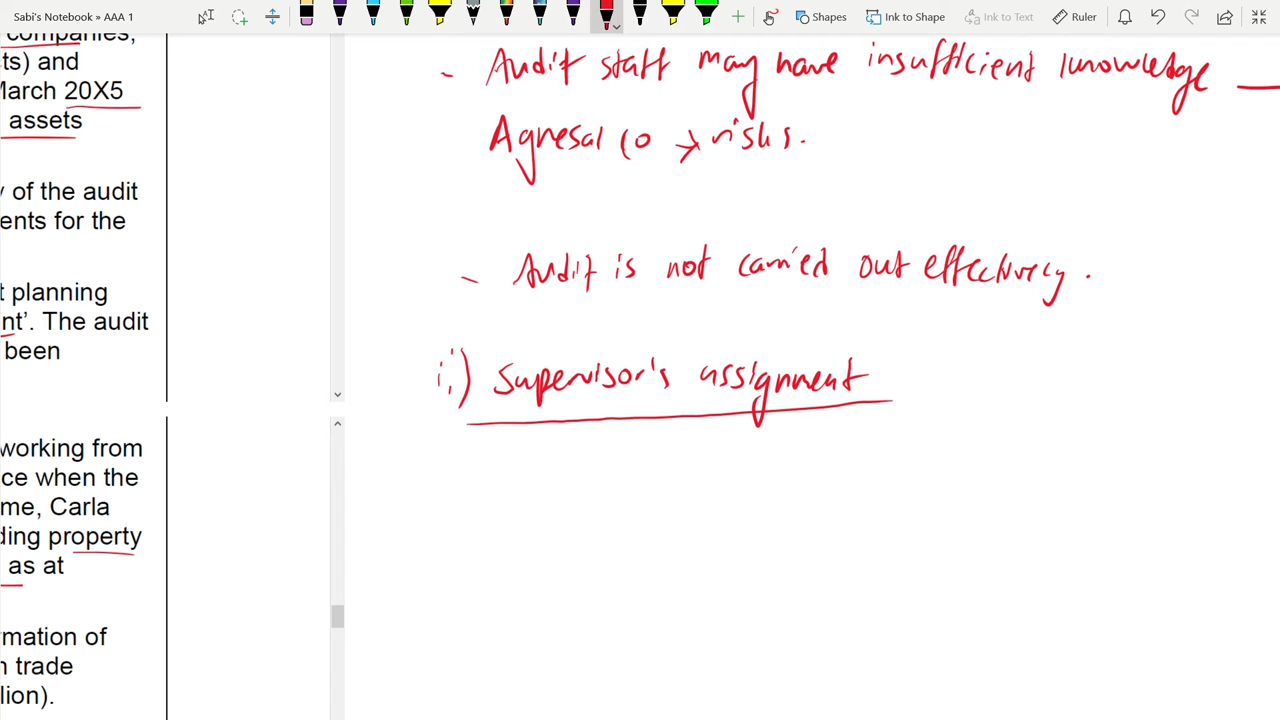 Sabi's Notebook » AAA 1
Shapes
Ink to Shape
Ink to Text
Ruler
companies,
ts) and
March 20X5
assets
y of the audit
ents for the
t planning
nt'. The audit
been
working from
ce when the
me, Carla
ding property
as at
rmation of
n trade
lion).
- Audit staff may have insufficient knowledge
Agnesal Co → risks.
- Audit is not carried out effectively.
ii) Supervisor's assignment